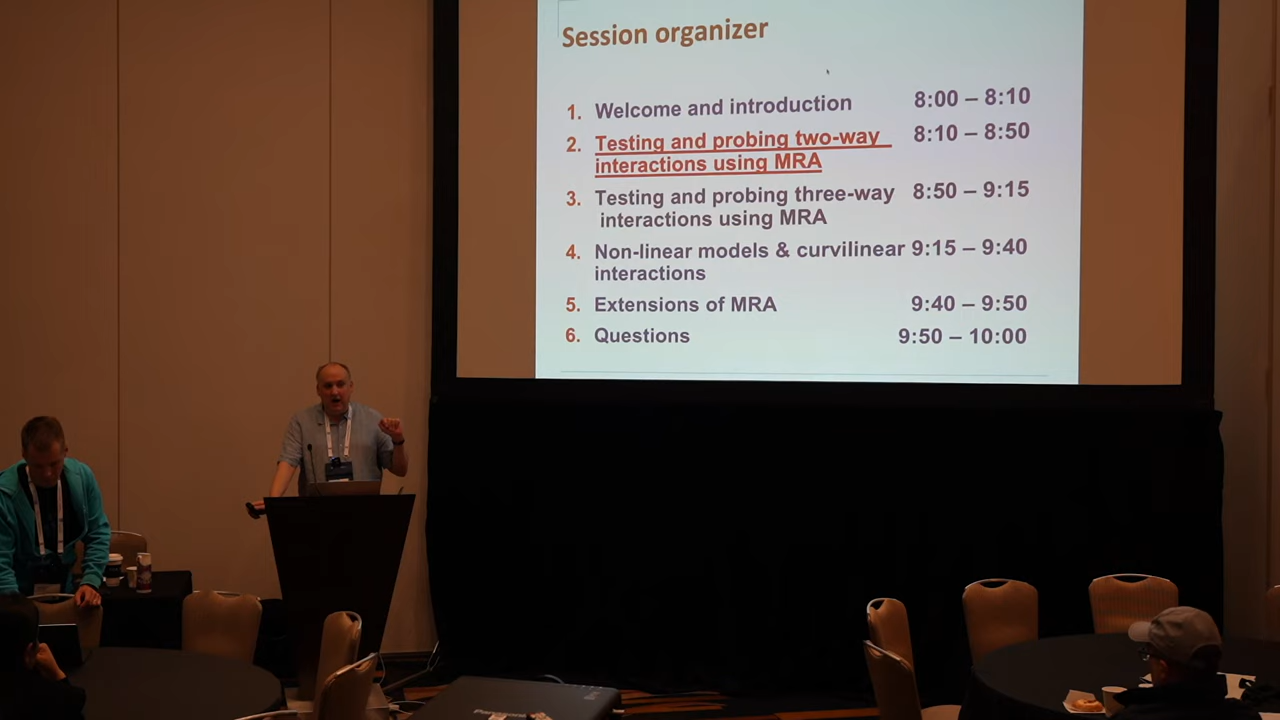 Session organizer
1. Welcome and introduction 8:00 – 8:10
2. Testing and probing two-way 8:10 – 8:50
interactions using MRA
3. Testing and probing three-way 8:50 – 9:15
interactions using MRA
4. Non-linear models & curvilinear 9:15 – 9:40
interactions
5. Extensions of MRA 9:40 – 9:50
6. Questions 9:50 – 10:00
Panasonic